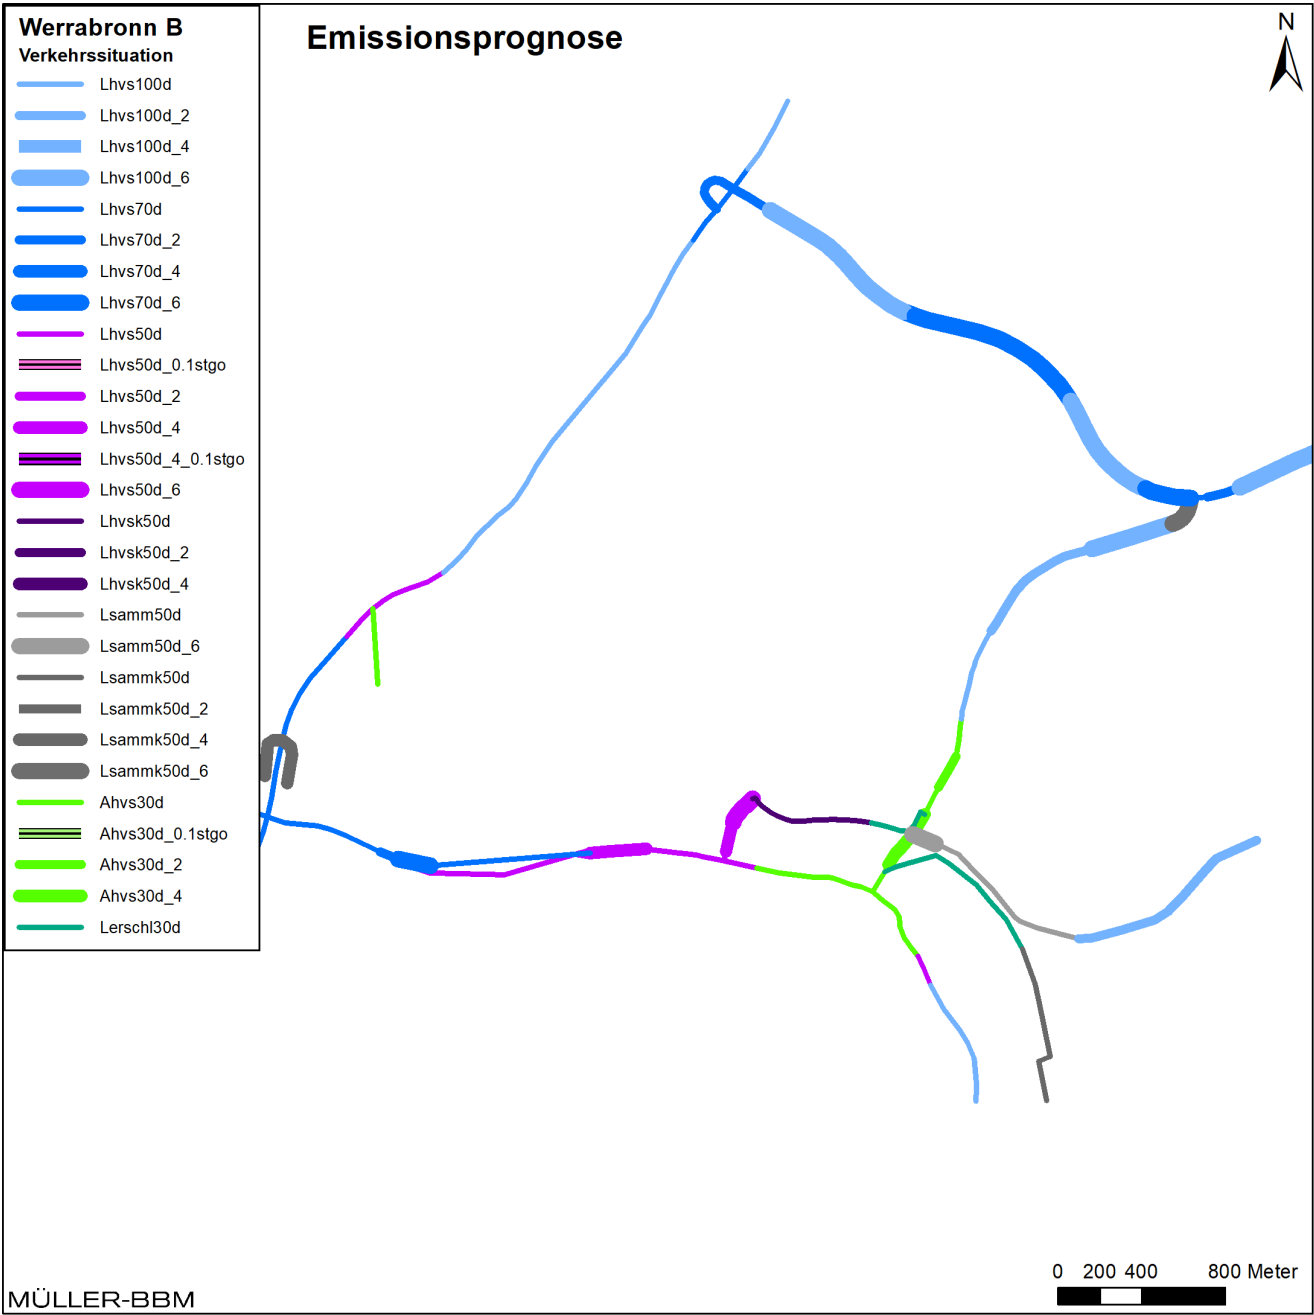 Werrabronn B
Verkehrssituation
Lhvs100d
Lhvs100d_2
Lhvs100d_4
Lhvs100d_6
Lhvs70d
Lhvs70d_2
Lhvs70d_4
Lhvs70d_6
Lhvs50d
Lhvs50d_0.1stgo
Lhvs50d_2
Lhvs50d_4
Lhvs50d_4_0.1stgo
Lhvs50d_6
Lhvsk50d
Lhvsk50d_2
Lhvsk50d_4
Lsamm50d
Lsamm50d_6
Lsammk50d
Lsammk50d_2
Lsammk50d_4
Lsammk50d_6
Ahvs30d
Ahvs30d_0.1stgo
Ahvs30d_2
Ahvs30d_4
Lerschl30d
Emissionsprognose
N
0 200 400 800 Meter
MÜLLER-BBM